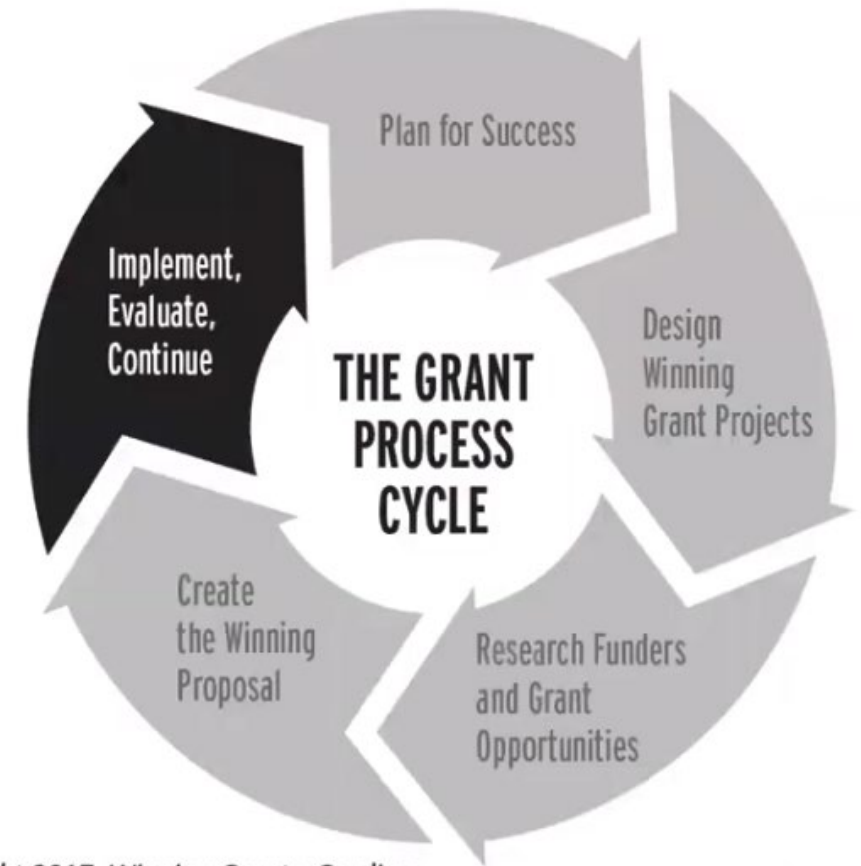 Plan for Success
Implement,
Evaluate,
Continue
Design
Winning
Grant Projects
THE GRANT
PROCESS
CYCLE
Create
the Winning
Proposal
Research Funders
and Grant
Opportunities